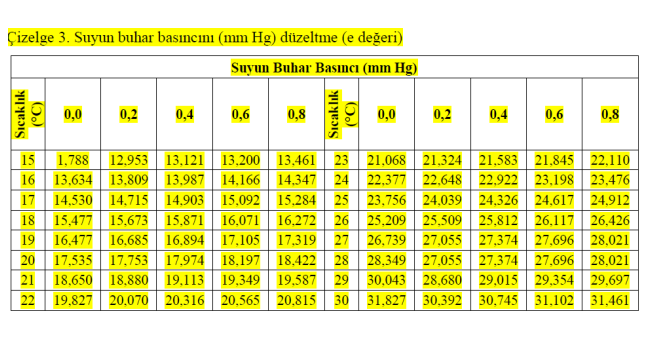 Çizelge 3. Suyun buhar basıncını (mm Hg) düzeltme (e değeri)
Suyun Buhar Basıncı (mm Hg)
Sıcaklık (°C) 0,0 0,2 0,4 0,6 0,8 Sıcaklık (°C) 0,0 0,2 0,4 0,6 0,8
15 1,788 12,953 13,121 13,200 13,461 23 21,068 21,324 21,583 21,845 22,110
16 13,634 13,809 13,987 14,166 14,347 24 22,377 22,648 22,922 23,198 23,476
17 14,530 14,715 14,903 15,092 15,284 25 23,756 24,039 24,326 24,617 24,912
18 15,477 15,673 15,871 16,071 16,272 26 25,209 25,509 25,812 26,117 26,426
19 16,477 16,685 16,894 17,105 17,319 27 26,739 27,055 27,374 27,696 28,021
20 17,535 17,753 17,974 18,197 18,422 28 28,349 27,055 27,374 27,696 28,021
21 18,650 18,880 19,113 19,349 19,587 29 30,043 28,680 29,015 29,354 29,697
22 19,827 20,070 20,316 20,565 20,815 30 31,827 30,392 30,745 31,102 31,461